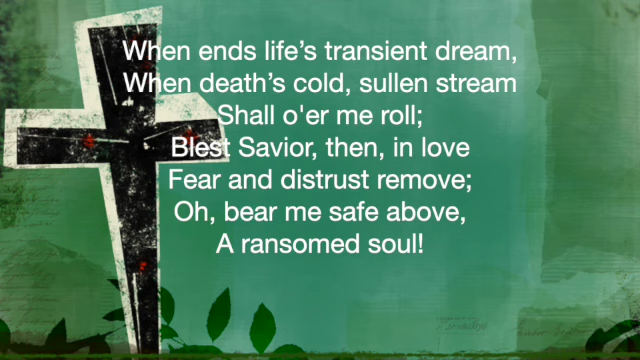 When ends life’s transient dream,
When death’s cold, sullen stream
Shall o'er me roll;
Blest Savior, then, in love
Fear and distrust remove;
Oh, bear me safe above,
A ransomed soul!